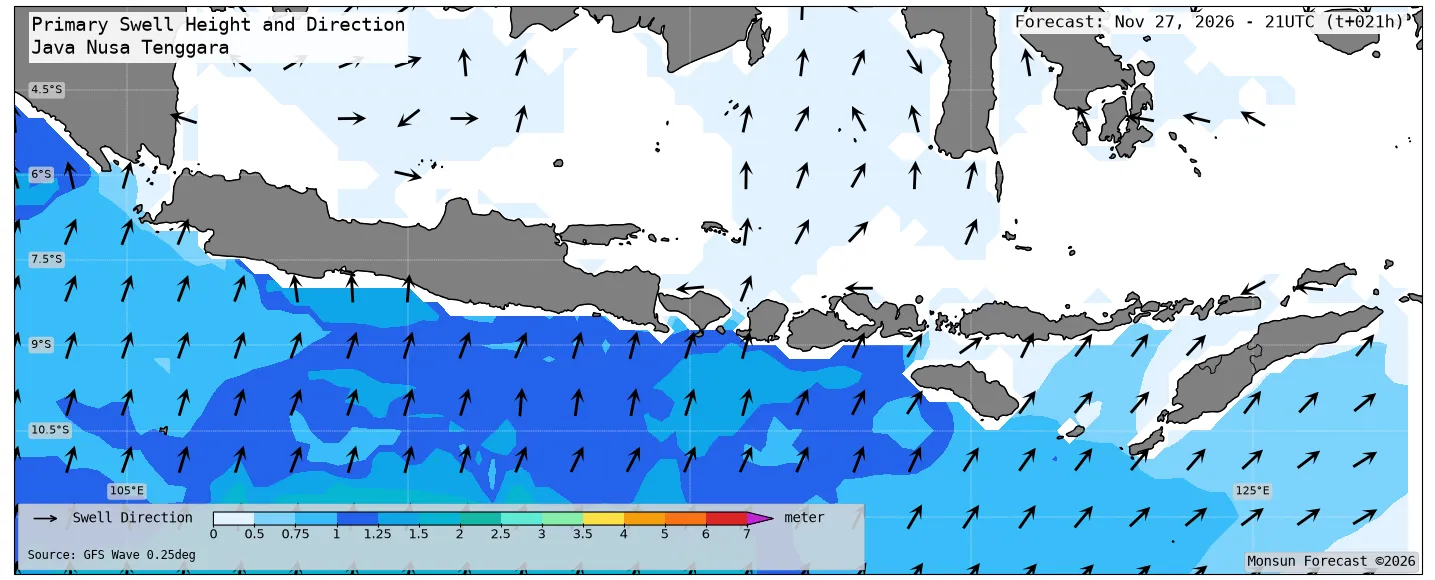 Primary Swell Height and Direction
Java Nusa Tenggara
Forecast: Nov 27, 2026 - 21UTC (t+021h)
4.5°S
6°S
7.5°S
9°S
10.5°S
105°E
125°E
Swell Direction
0 0.5 0.75 1 1.25 1.5 2 2.5 3 3.5 4 5 6 7
meter
Source: GFS Wave 0.25deg
Monsun Forecast ©2026